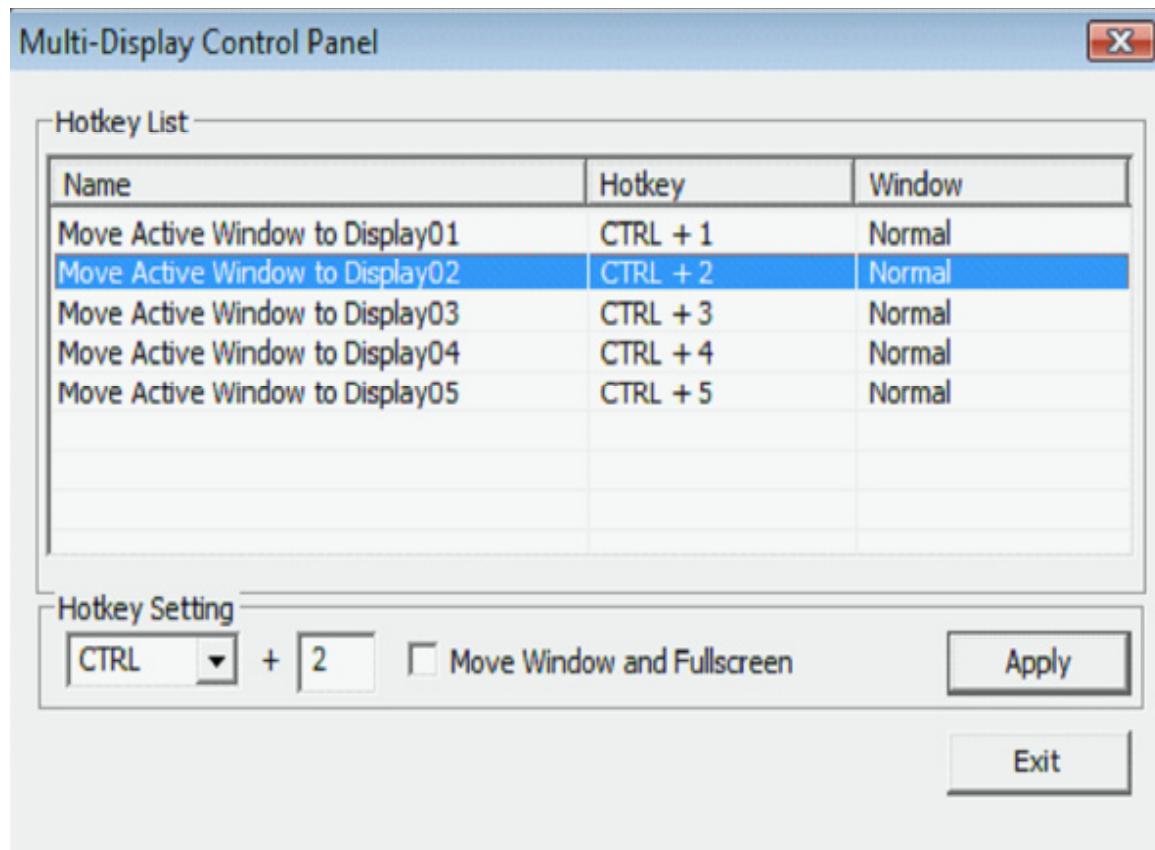 Multi-Display Control Panel
Hotkey List
Name Hotkey Window
Move Active Window to Display01 CTRL + 1 Normal
Move Active Window to Display02 CTRL + 2 Normal
Move Active Window to Display03 CTRL + 3 Normal
Move Active Window to Display04 CTRL + 4 Normal
Move Active Window to Display05 CTRL + 5 Normal
Hotkey Setting
CTRL + 2 Move Window and Fullscreen Apply
Exit